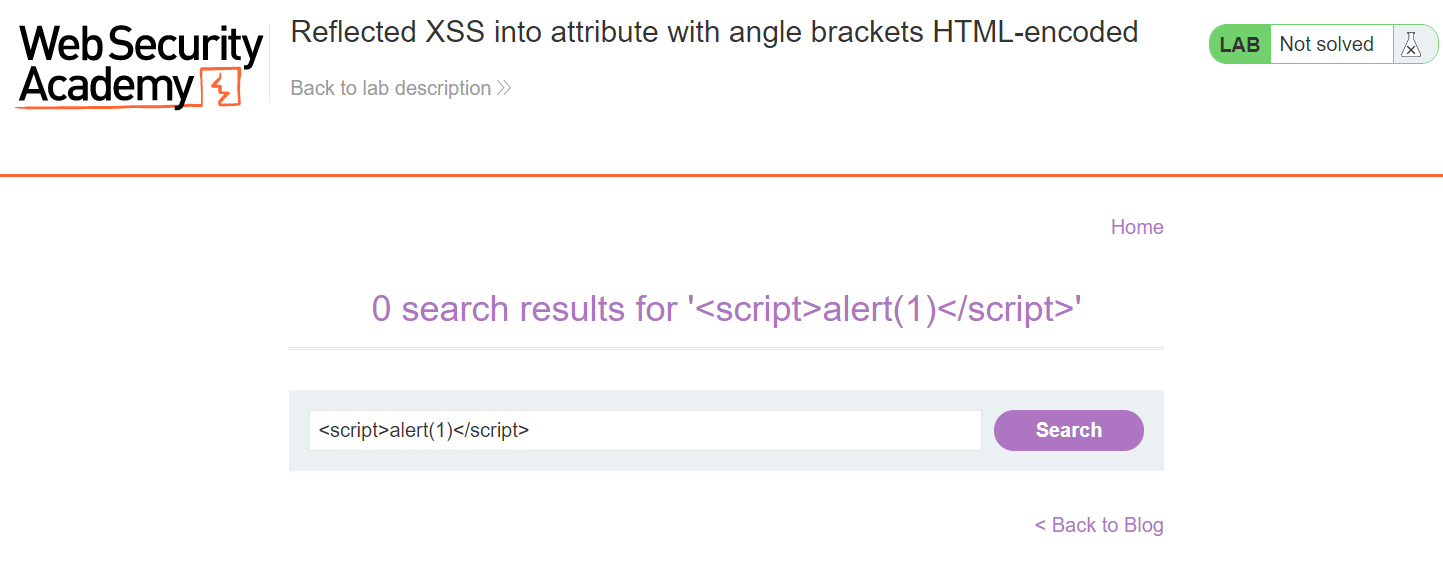 Web Security
Academy
Reflected XSS into attribute with angle brackets HTML-encoded
Back to lab description
LAB Not solved
Home
0 search results for '<script>alert(1)</script>'
<script>alert(1)</script>
Search
< Back to Blog